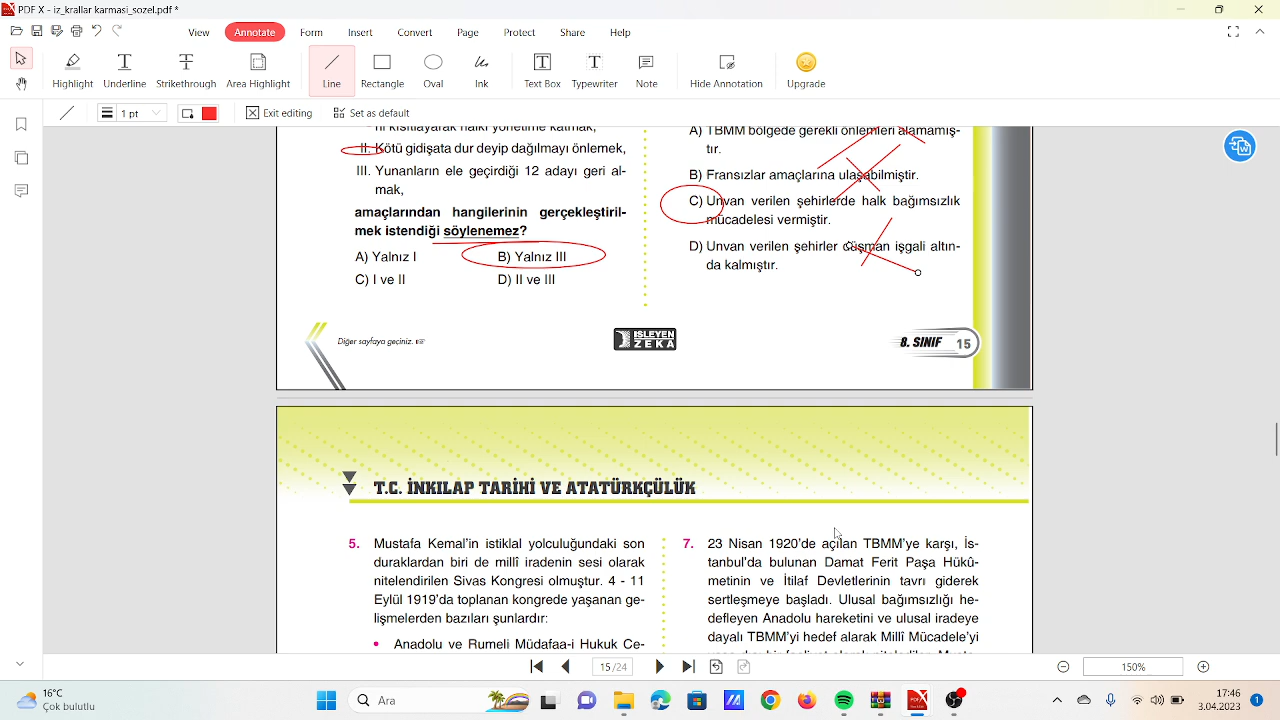 PDF X - iz_krallar karmasi_sozel.pdf *
View Annotate Form Insert Convert Page Protect Share Help
Highlight Underline Strikethrough Area Highlight Line Rectangle Oval Ink Text Box Typewriter Note Hide Annotation Upgrade
1 pt Exit editing Set as default
II. Kötü gidişata dur deyip dağılmayı önlemek,
III. Yunanların ele geçirdiği 12 adayı geri al-
mak,
amaçlarından hangilerinin gerçekleştiril-
mek istendiği söylenemez?
A) Yalnız I
B) Yalnız III
C) I ve II
D) II ve III
A) TBMM bölgede gerekli önlemleri alamamış-
tır.
B) Fransızlar amaçlarına ulaşabilmiştir.
C) Unvan verilen şehirlerde halk bağımsızlık
mücadelesi vermiştir.
D) Unvan verilen şehirler düşman işgali altın-
da kalmıştır.
Diğer sayfaya geçiniz.
İŞLEYEN
ZEKA
8. SINIF 15
T.C. İNKILAP TARİHİ VE ATATÜRKÇÜLÜK
5. Mustafa Kemal'in istiklal yolculuğundaki son
duraklardan biri de millî iradenin sesi olarak
nitelendirilen Sivas Kongresi olmuştur. 4 - 11
Eylül 1919'da toplanan kongrede yaşanan ge-
lişmelerden bazıları şunlardır:
• Anadolu ve Rumeli Müdafaa-i Hukuk Ce-
7. 23 Nisan 1920'de açılan TBMM'ye karşı, İs-
tanbul'da bulunan Damat Ferit Paşa Hükû-
metinin ve İtilaf Devletlerinin tavrı giderek
sertleşmeye başladı. Ulusal bağımsızlığı he-
defleyen Anadolu hareketini ve ulusal iradeye
dayalı TBMM'yi hedef alarak Millî Mücadele'yi
15/24
150%
16°C
Çok bulutlu
Ara
17:46
3.04.2023
1